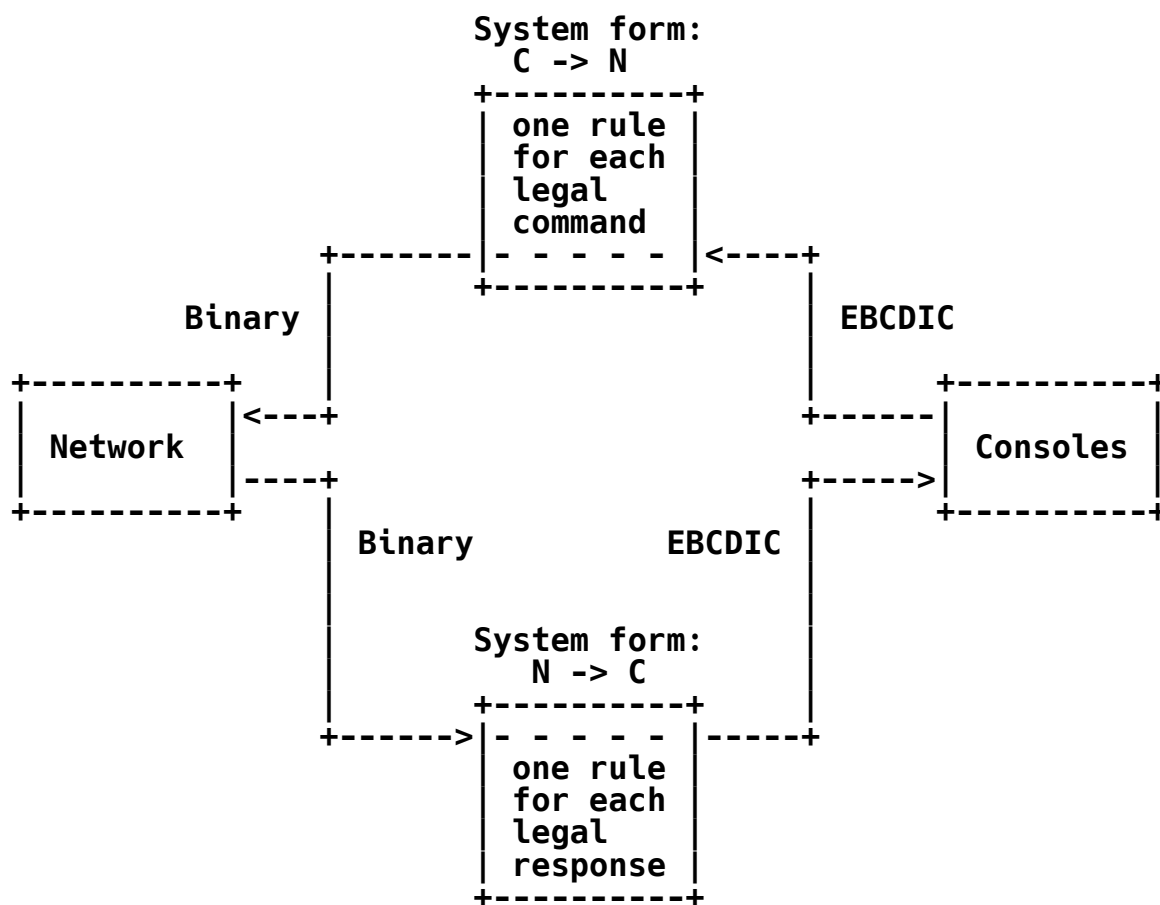 System form:
C -> N
one rule
for each
legal
command
Binary
EBCDIC
Network
Consoles
Binary
EBCDIC
System form:
N -> C
one rule
for each
legal
response